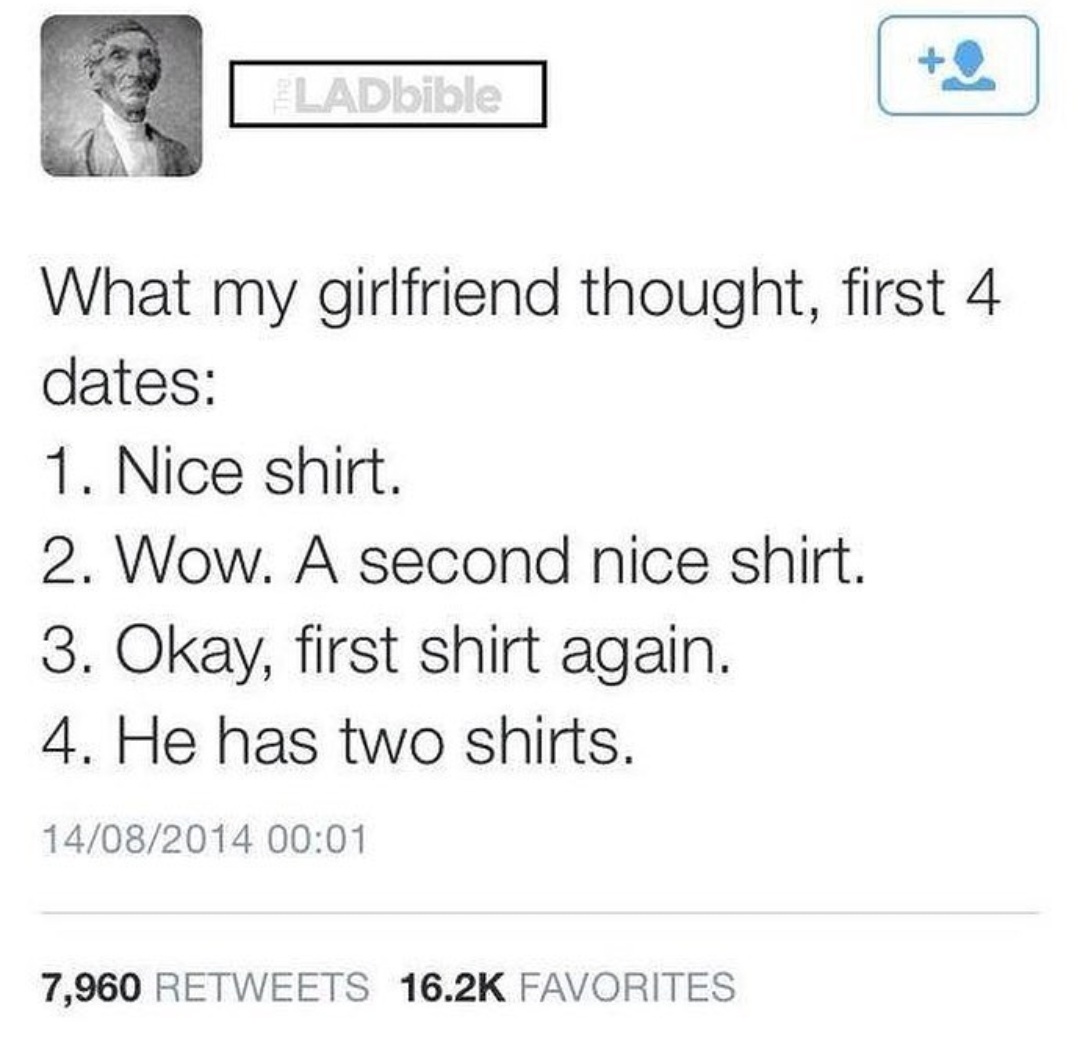 The LADbible
What my girlfriend thought, first 4
dates:
1. Nice shirt.
2. Wow. A second nice shirt.
3. Okay, first shirt again.
4. He has two shirts.
14/08/2014 00:01
7,960 RETWEETS 16.2K FAVORITES